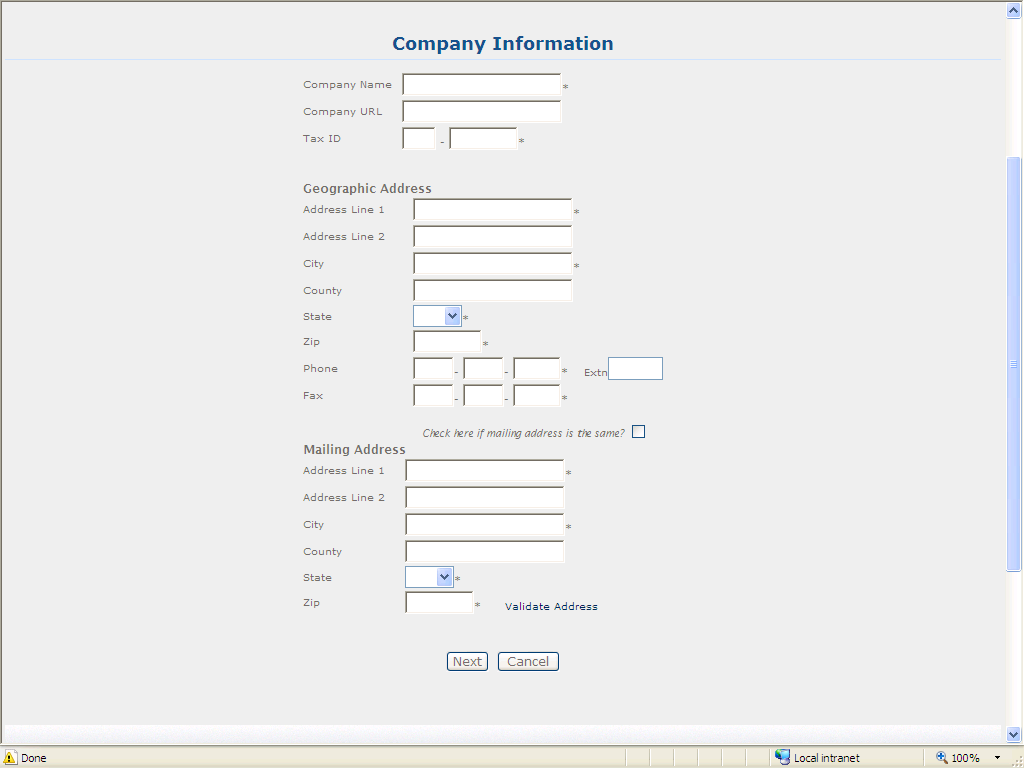 Company Information
Company Name *
Company URL
Tax ID - *
Geographic Address
Address Line 1 *
Address Line 2
City *
County
State *
Zip *
Phone - - * Extn
Fax - - *
Check here if mailing address is the same?
Mailing Address
Address Line 1 *
Address Line 2
City *
County
State *
Zip * Validate Address
Next Cancel
Done Local intranet 100%